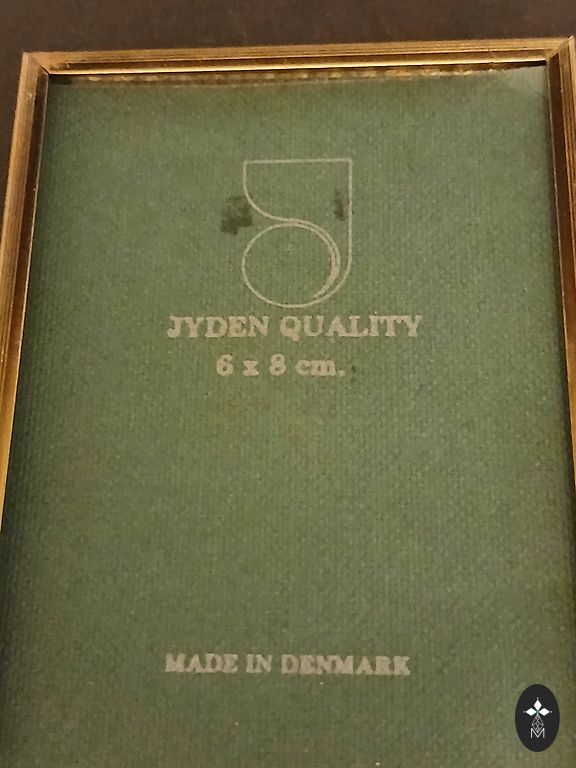 JYDEN QUALITY
6 x 8 cm.
MADE IN DENMARK
M